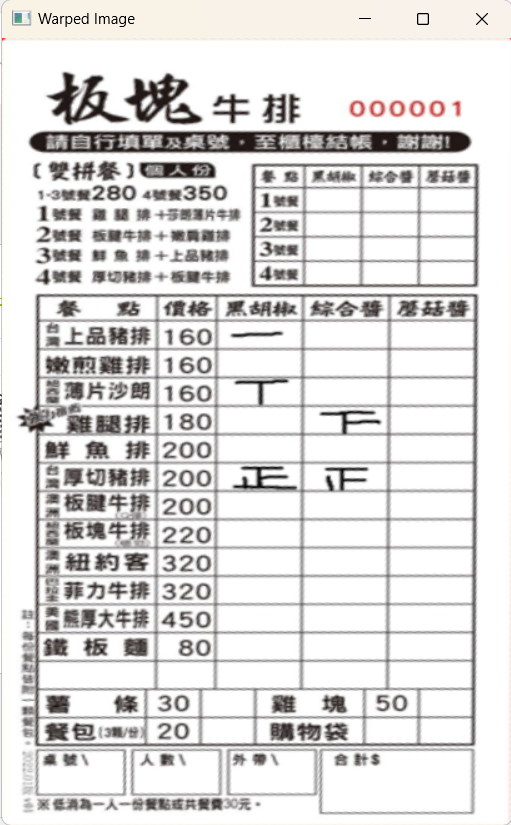 Warped Image
板塊牛排 000001
請自行填單及桌號，至櫃檯結帳，謝謝!
〔雙拼餐〕個人份
1-3號餐280 4號餐350
1號餐 雞腿排+莎朗薄片牛排
2號餐 板腱牛排+嫩肩雞排
3號餐 鮮魚排+上品豬排
4號餐 厚切豬排+板腱牛排
餐點 黑胡椒 綜合醬 蘑菇醬
1號餐
2號餐
3號餐
4號餐
餐點 價格 黑胡椒 綜合醬 蘑菇醬
台灣 上品豬排 160 一
嫩煎雞排 160
紐西蘭 薄片沙朗 160 丅
雞腿排 180 下
鮮魚排 200
台灣 厚切豬排 200 正 正
澳洲 板腱牛排 200
紐西蘭 板塊牛排 220
澳洲 紐約客 320
巴拉圭 菲力牛排 320
美國 熊厚大牛排 450
鐵板麵 80
薯條 30 雞塊 50
餐包(3顆/份) 20 購物袋
桌號\ 人數\ 外帶\ 合計$
※低消為一人一份餐點或共餐費30元。
註：每份餐點皆附一顆餐包。